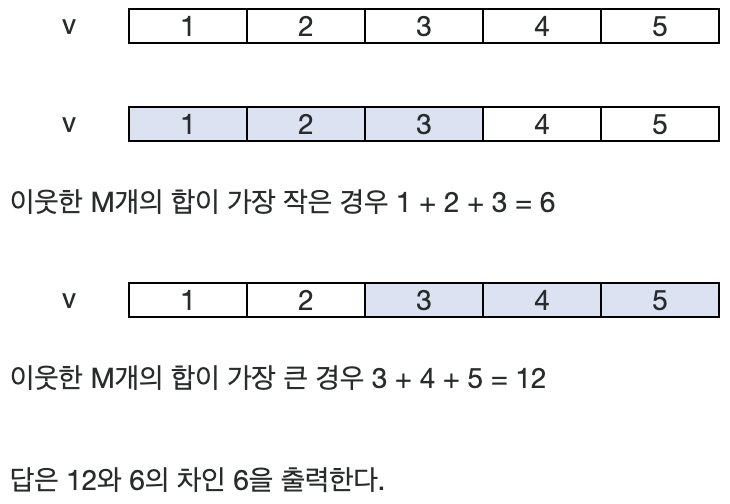 v 1 2 3 4 5
v 1 2 3 4 5
이웃한 M개의 합이 가장 작은 경우 1 + 2 + 3 = 6
v 1 2 3 4 5
이웃한 M개의 합이 가장 큰 경우 3 + 4 + 5 = 12
답은 12와 6의 차인 6을 출력한다.